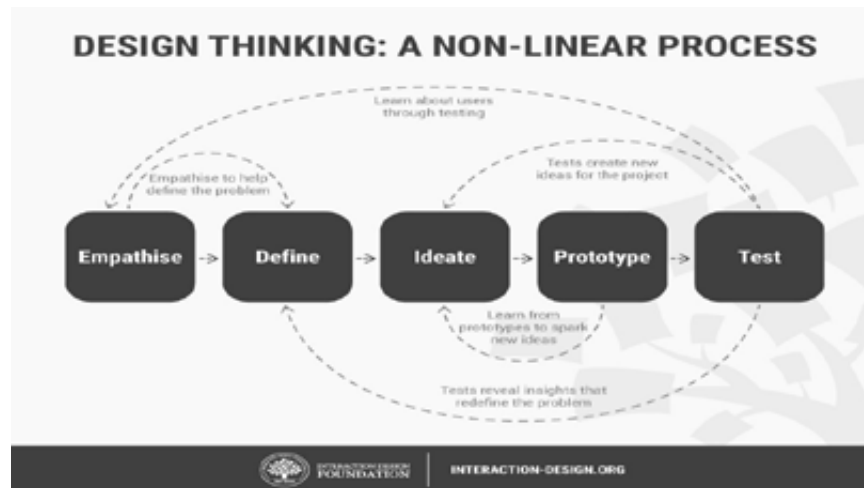 DESIGN THINKING: A NON-LINEAR PROCESS
Learn about users
through testing
Empathise to help
define the problem
Tests create new
ideas for the project
Empathise
Define
Ideate
Prototype
Test
Learn from
prototypes to spark
new ideas
Tests reveal insights that
redefine the problem
INTERACTION DESIGN
FOUNDATION
INTERACTION-DESIGN.ORG